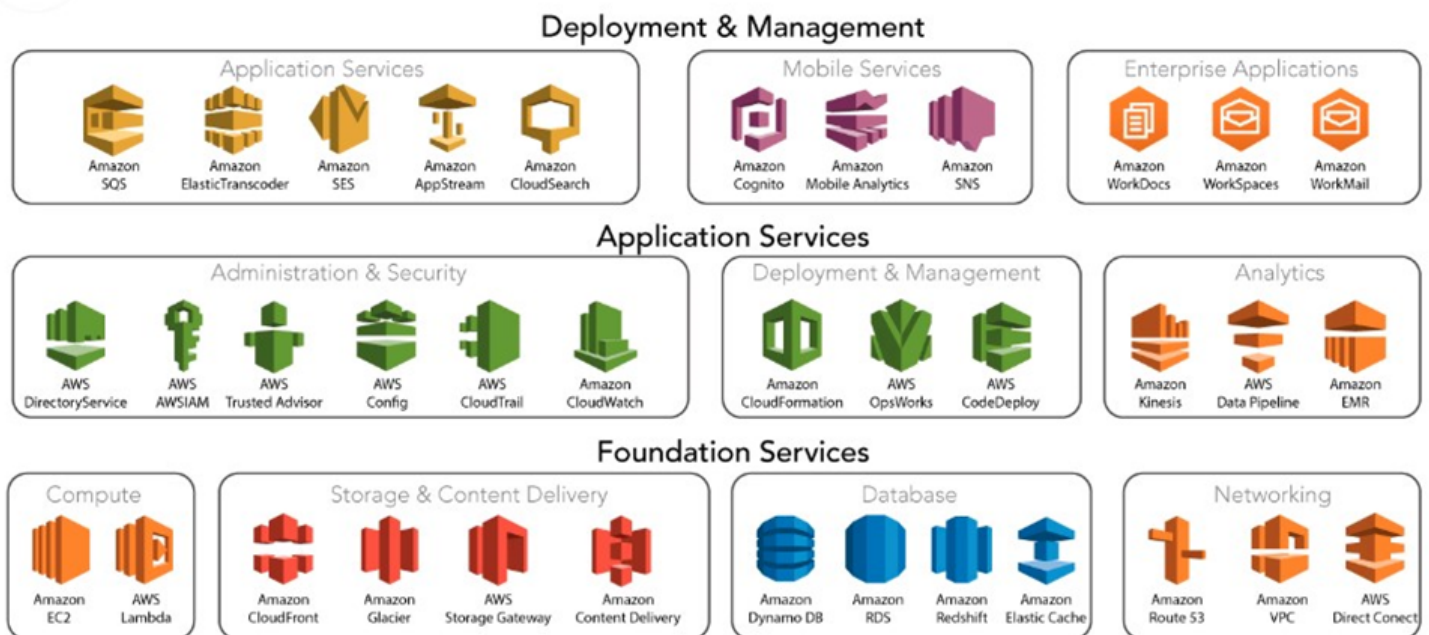 Deployment & Management
Application Services
Amazon
SQS
Amazon
ElasticTranscoder
Amazon
SES
Amazon
AppStream
Amazon
CloudSearch
Mobile Services
Amazon
Cognito
Amazon
Mobile Analytics
Amazon
SNS
Enterprise Applications
Amazon
WorkDocs
Amazon
WorkSpaces
Amazon
WorkMail
Application Services
Administration & Security
AWS
DirectoryService
AWS
AWSIAM
AWS
Trusted Advisor
AWS
Config
AWS
CloudTrail
Amazon
CloudWatch
Deployment & Management
Amazon
CloudFormation
AWS
OpsWorks
AWS
CodeDeploy
Analytics
Amazon
Kinesis
AWS
Data Pipeline
Amazon
EMR
Foundation Services
Compute
Amazon
EC2
AWS
Lambda
Storage & Content Delivery
Amazon
CloudFront
Amazon
Glacier
AWS
Storage Gateway
Amazon
Content Delivery
Database
Amazon
Dynamo DB
Amazon
RDS
Amazon
Redshift
Amazon
Elastic Cache
Networking
Amazon
Route 53
Amazon
VPC
AWS
Direct Conect